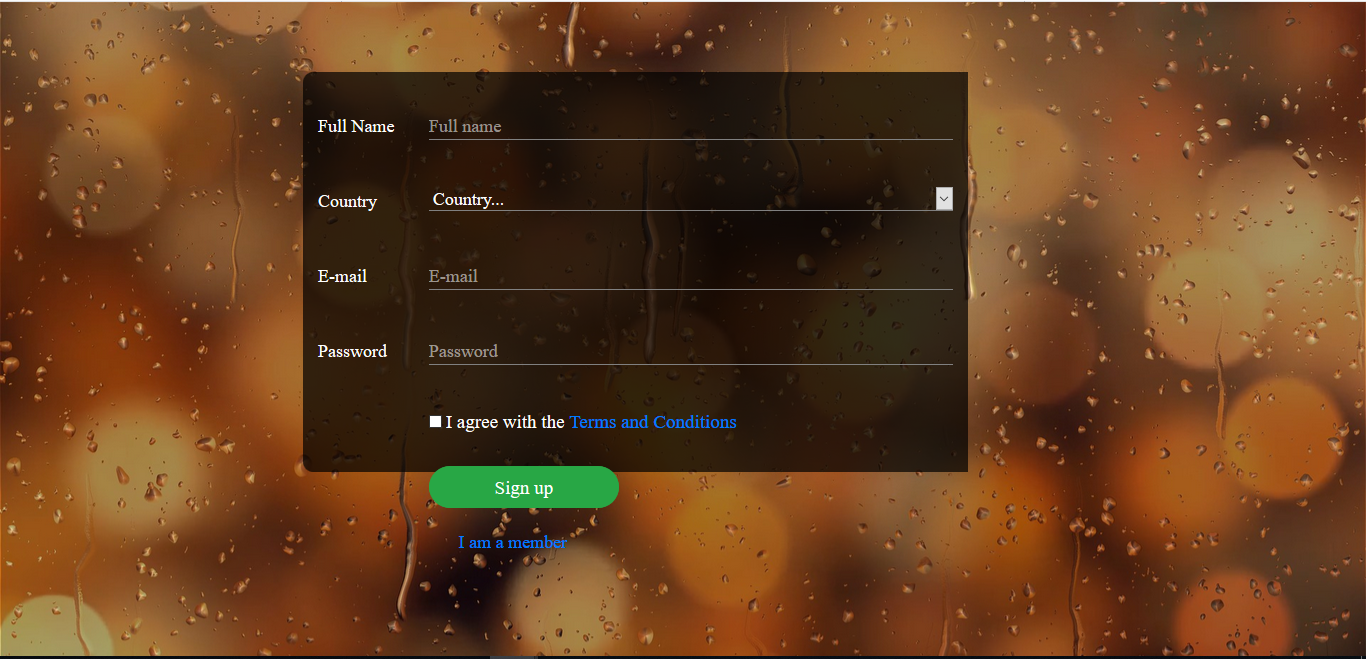 Full Name Full name
Country Country...
E-mail E-mail
Password Password
I agree with the Terms and Conditions
Sign up
I am a member